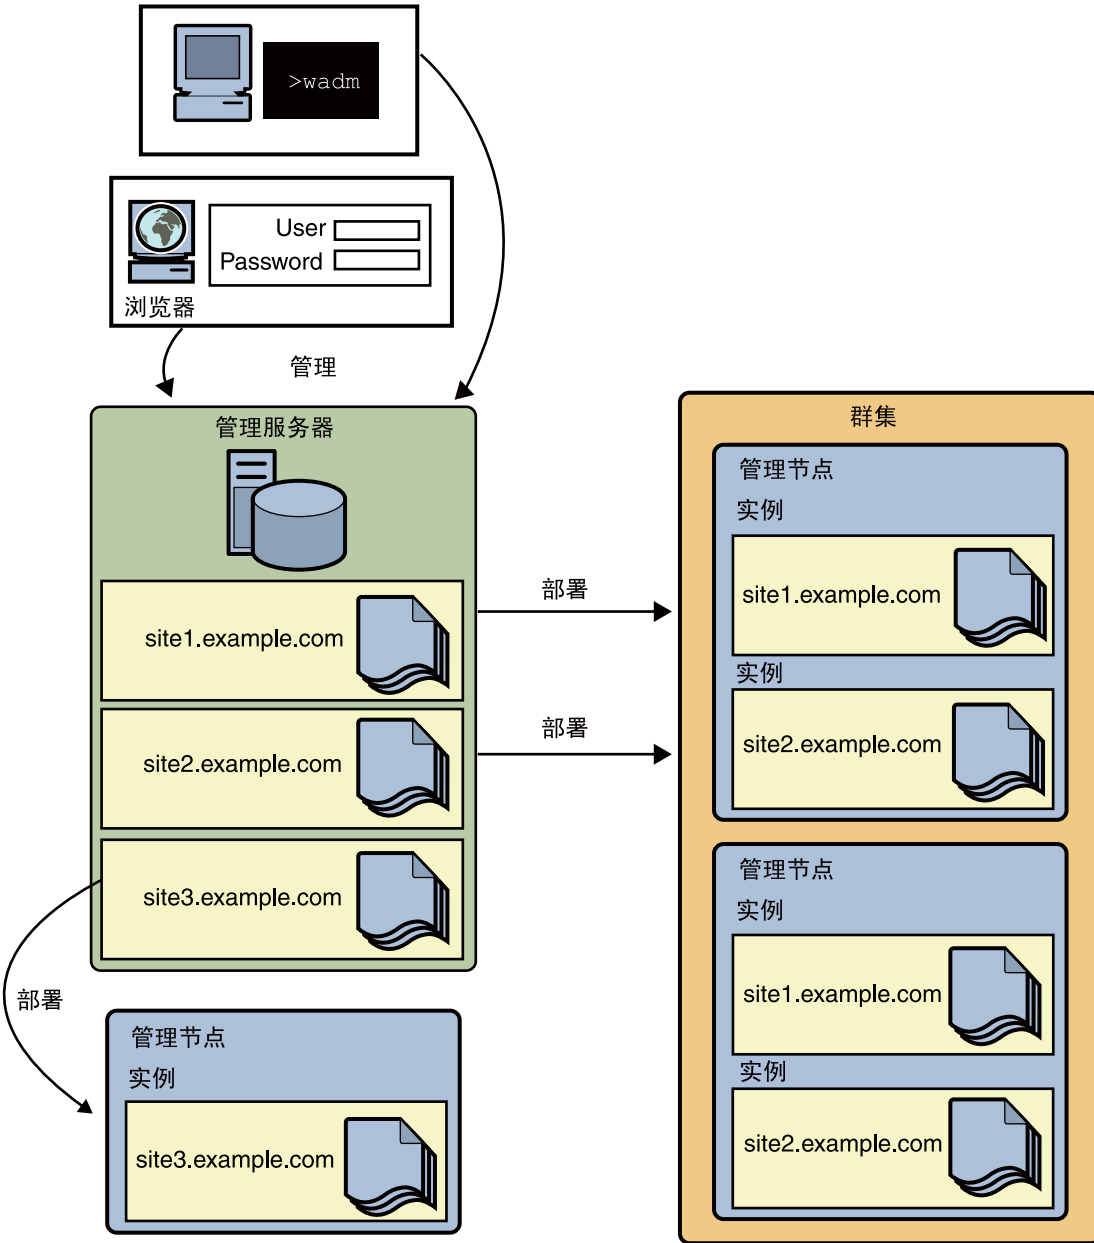 >wadm
User
Password
浏览器
管理
管理服务器
site1.example.com
site2.example.com
site3.example.com
部署
部署
部署
管理节点
实例
site3.example.com
群集
管理节点
实例
site1.example.com
实例
site2.example.com
管理节点
实例
site1.example.com
实例
site2.example.com